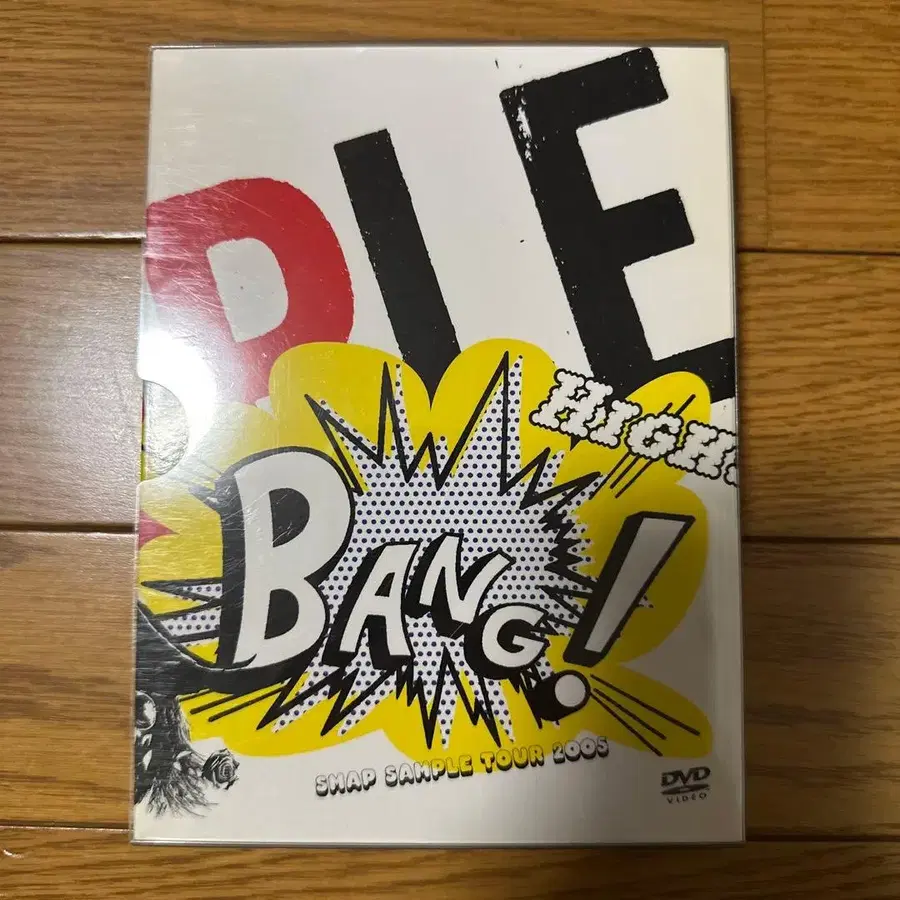 PLE
HIGH!
BANG!
SMAP SAMPLE TOUR 2005
DVD
VIDEO